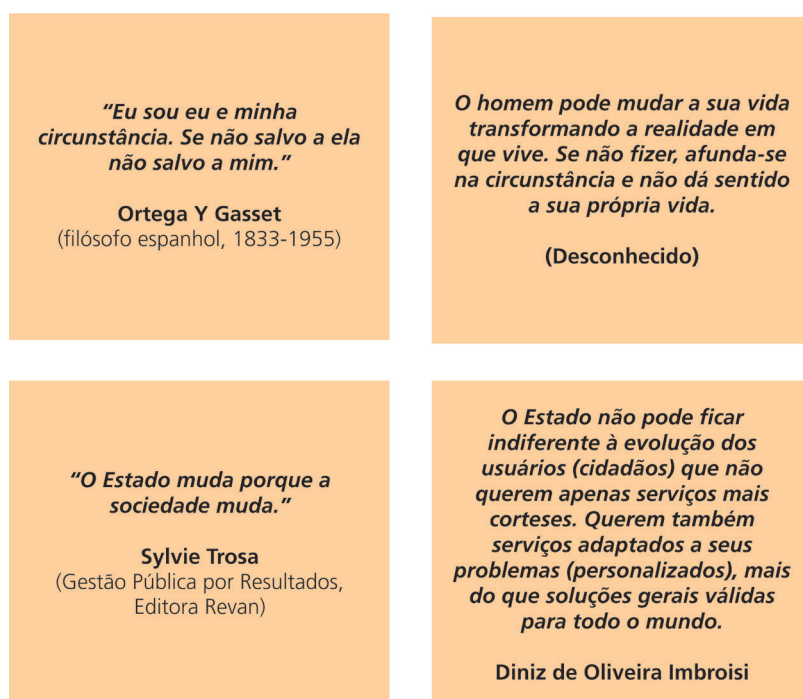 “Eu sou eu e minha
circunstância. Se não salvo a ela
não salvo a mim.”
Ortega Y Gasset
(filósofo espanhol, 1833-1955)
O homem pode mudar a sua vida
transformando a realidade em
que vive. Se não fizer, afunda-se
na circunstância e não dá sentido
a sua própria vida.
(Desconhecido)
“O Estado muda porque a
sociedade muda.”
Sylvie Trosa
(Gestão Pública por Resultados,
Editora Revan)
O Estado não pode ficar
indiferente à evolução dos
usuários (cidadãos) que não
querem apenas serviços mais
corteses. Querem também
serviços adaptados a seus
problemas (personalizados), mais
do que soluções gerais válidas
para todo o mundo.
Diniz de Oliveira Imbroisi